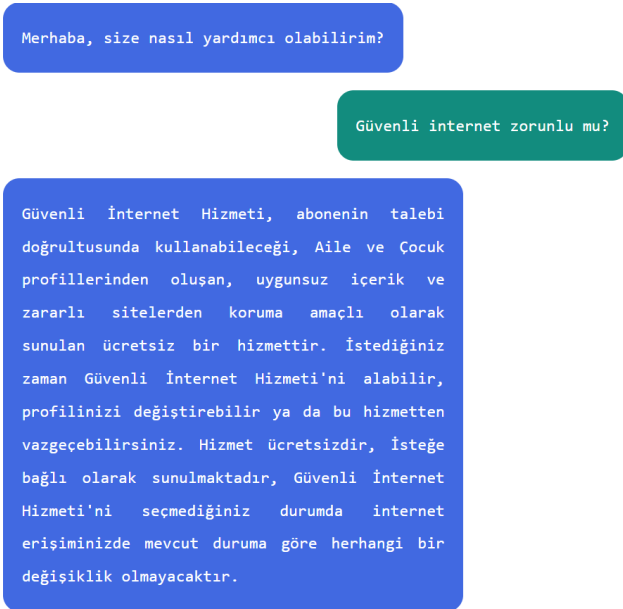 Merhaba, size nasıl yardımcı olabilirim?
Güvenli internet zorunlu mu?
Güvenli İnternet Hizmeti, abonenin talebi
doğrultusunda kullanabileceği, Aile ve Çocuk
profillerinden oluşan, uygunsuz içerik ve
zararlı sitelerden koruma amaçlı olarak
sunulan ücretsiz bir hizmettir. İstediğiniz
zaman Güvenli İnternet Hizmeti'ni alabilir,
profilinizi değiştirebilir ya da bu hizmetten
vazgeçebilirsiniz. Hizmet ücretsizdir, İsteğe
bağlı olarak sunulmaktadır, Güvenli İnternet
Hizmeti'ni seçmediğiniz durumda internet
erişiminizde mevcut duruma göre herhangi bir
değişiklik olmayacaktır.